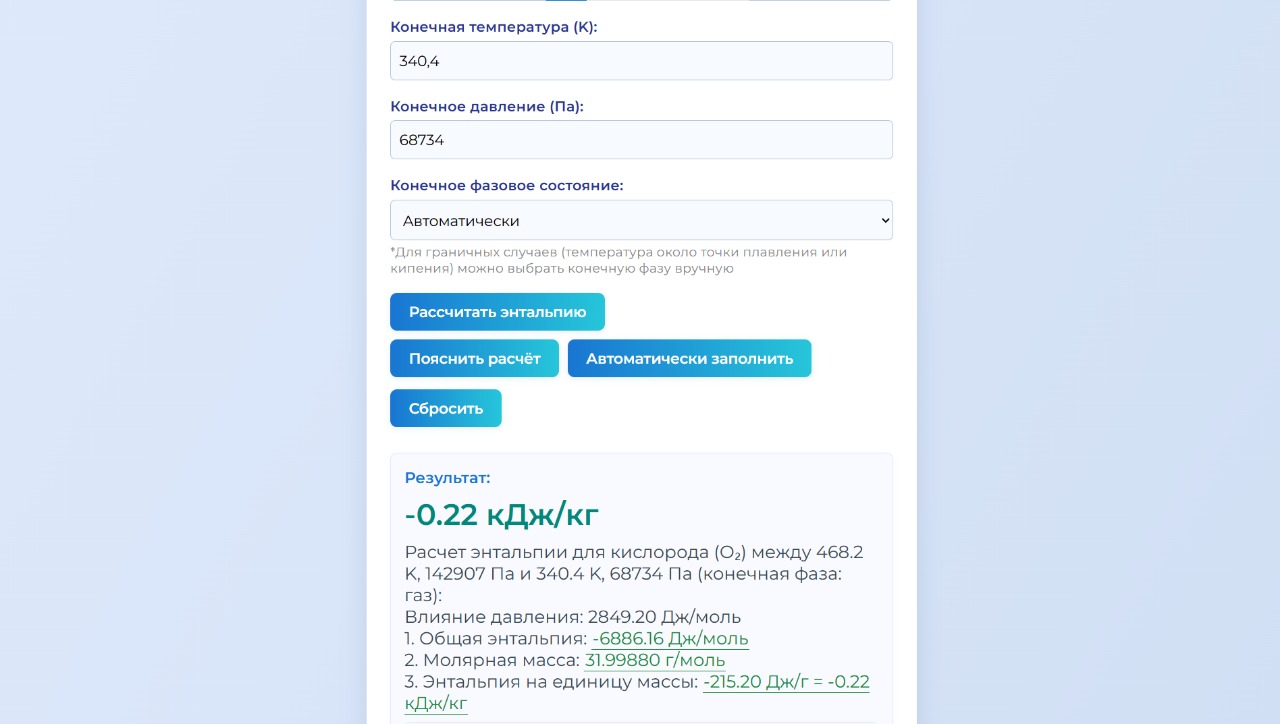 Конечная температура (K):
340,4
Конечное давление (Па):
68734
Конечное фазовое состояние:
Автоматически
*Для граничных случаев (температура около точки плавления или
кипения) можно выбрать конечную фазу вручную
Рассчитать энтальпию
Пояснить расчёт
Автоматически заполнить
Сбросить
Результат:
-0.22 кДж/кг
Расчет энтальпии для кислорода (O₂) между 468.2
K, 142907 Па и 340.4 K, 68734 Па (конечная фаза:
газ):
Влияние давления: 2849.20 Дж/моль
1. Общая энтальпия: -6886.16 Дж/моль
2. Молярная масса: 31.99880 г/моль
3. Энтальпия на единицу массы: -215.20 Дж/г = -0.22
кДж/кг